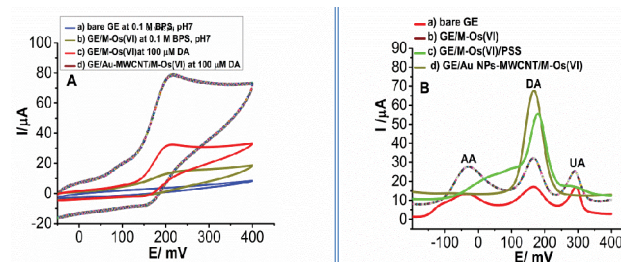 a) bare GE at 0.1 M BPS, pH7
b) GE/M-Os(VI) at 0.1 M BPS, pH7
c) GE/M-Os(VI)at 100 µM DA
d) GE/Au-MWCNT/M-Os(VI) at 100 µM DA
A
I/µA
100
80
60
40
20
0
-20
0 100 200 300 400
E/ mV
a) bare GE
b) GE/M-Os(VI)
c) GE/M-Os(VI)/PSS
d) GE/Au NPs-MWCNT/M-Os(VI)
B
DA
AA
UA
I /µA
90
80
70
60
50
40
30
20
10
0
-100 0 100 200 300 400
E/ mV